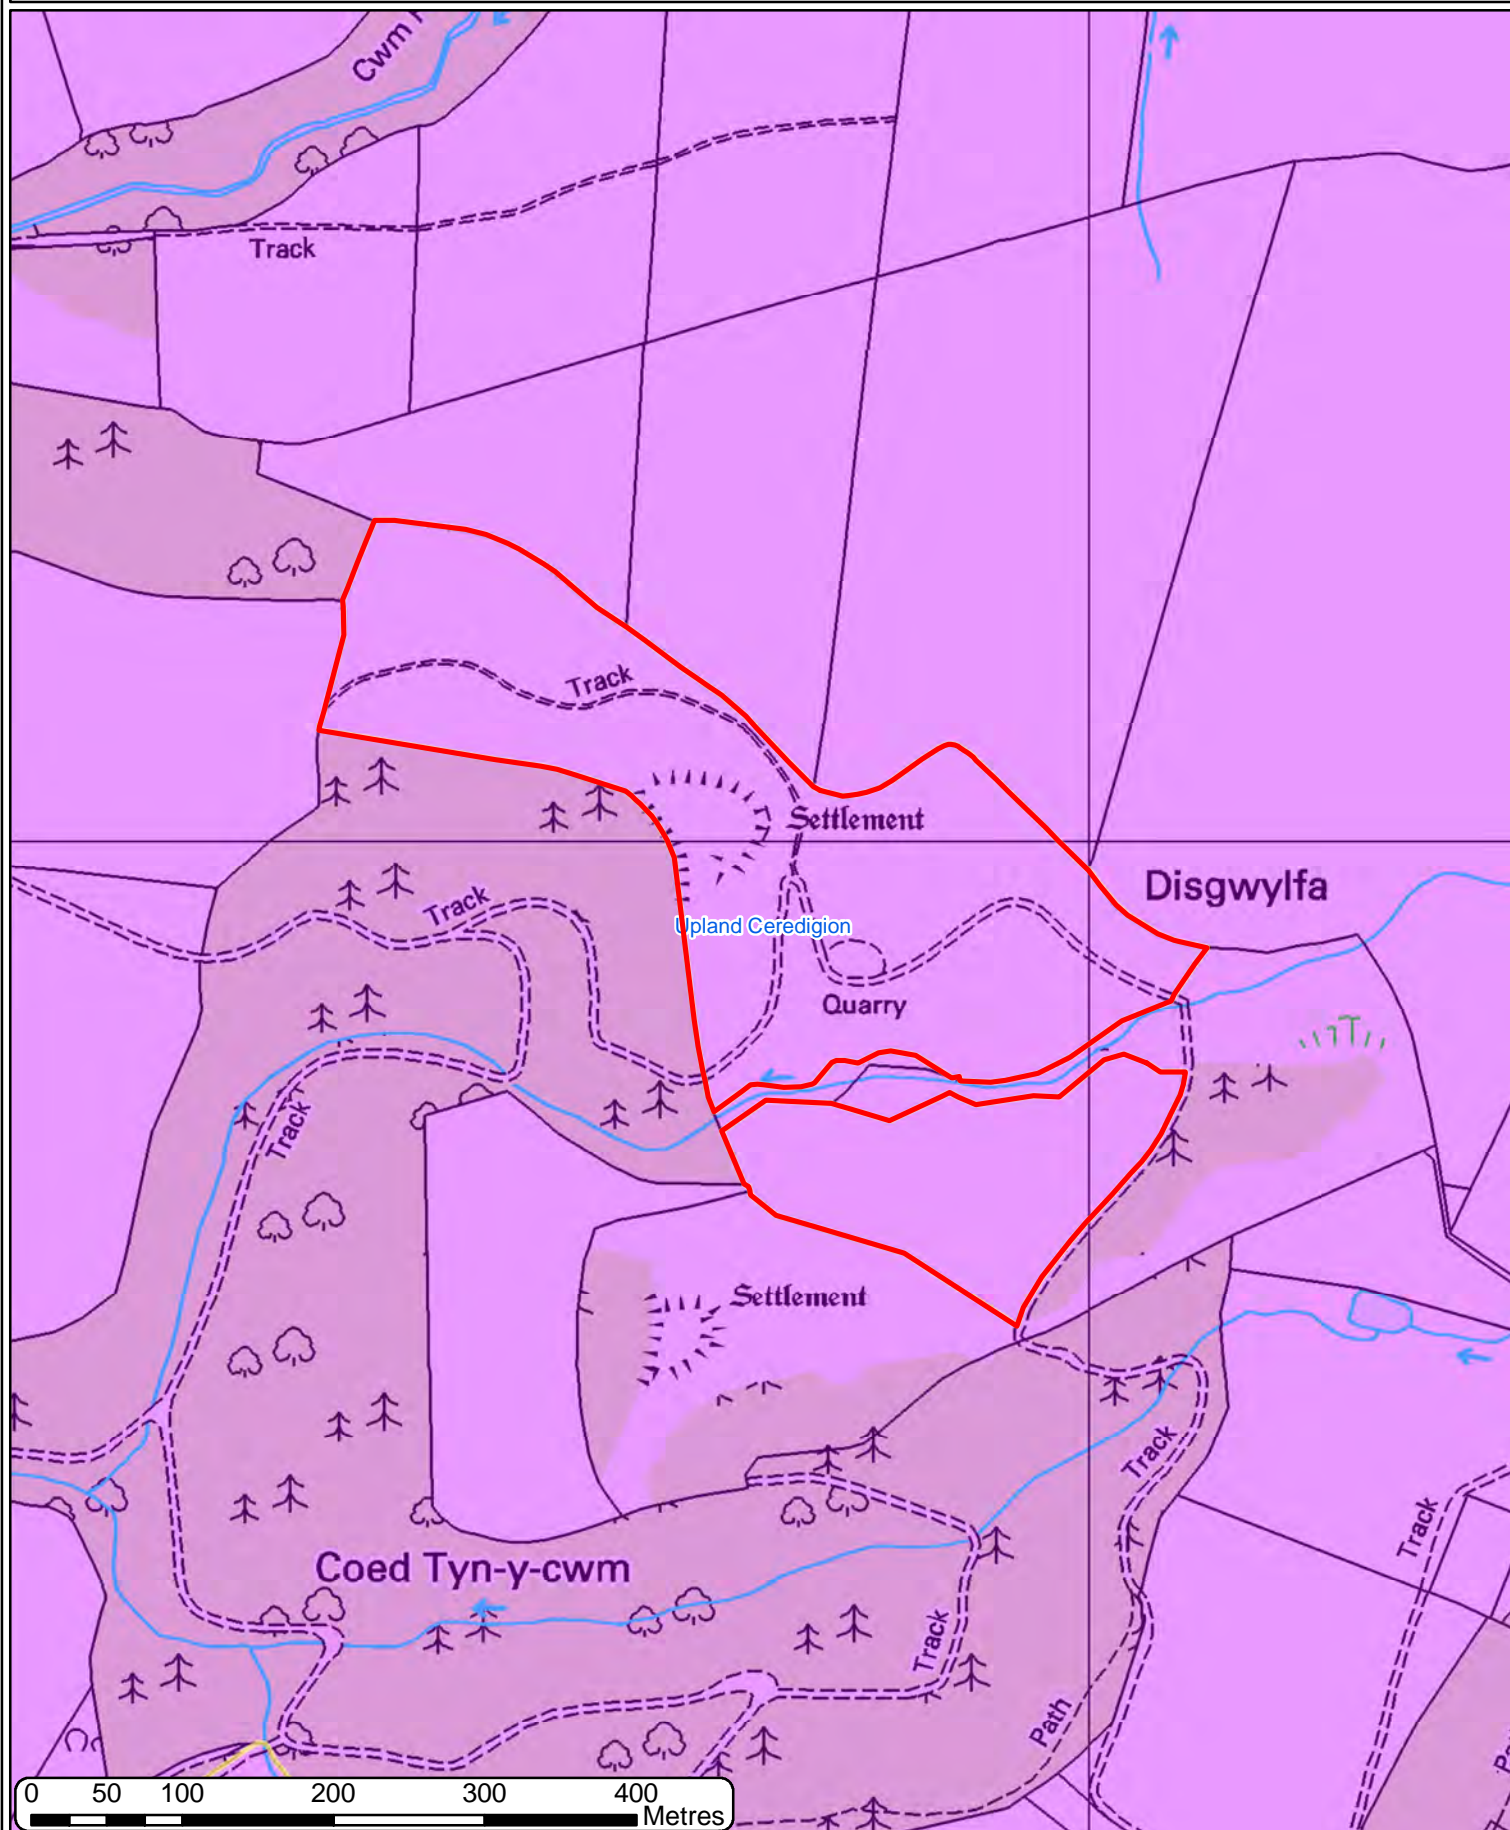 Cwm
Track
Track
Settlement
Disgwylfa
Track
Upland Ceredigion
Quarry
Track
Settlement
Track
Track
Coed Tyn-y-cwm
Track
Path
0 50 100 200 300 400
Metres